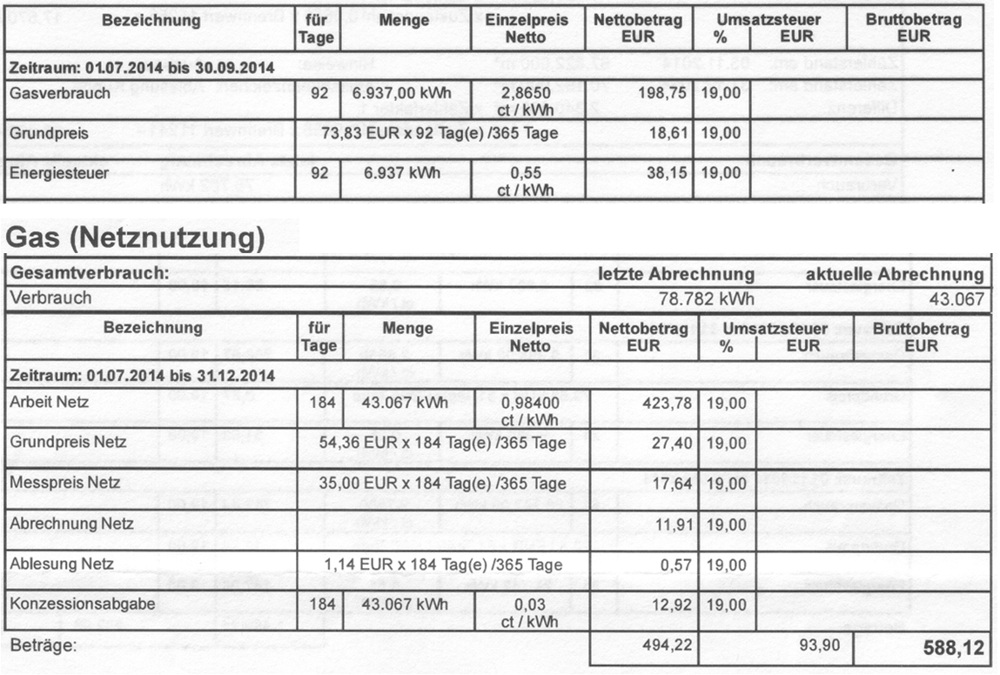 Bezeichnung für Tage Menge Einzelpreis Netto Nettobetrag EUR Umsatzsteuer % EUR Bruttobetrag EUR
Zeitraum: 01.07.2014 bis 30.09.2014
Gasverbrauch 92 6.937,00 kWh 2,8650 198,75 19,00
ct / kWh
Grundpreis 73,83 EUR x 92 Tag(e) /365 Tage 18,61 19,00
Energiesteuer 92 6.937 kWh 0,55 38,15 19,00
ct / kWh
Gas (Netznutzung)
Gesamtverbrauch: letzte Abrechnung aktuelle Abrechnung
Verbrauch 78.782 kWh 43.067
Bezeichnung für Tage Menge Einzelpreis Netto Nettobetrag EUR Umsatzsteuer % EUR Bruttobetrag EUR
Zeitraum: 01.07.2014 bis 31.12.2014
Arbeit Netz 184 43.067 kWh 0,98400 423,78 19,00
ct / kWh
Grundpreis Netz 54,36 EUR x 184 Tag(e) /365 Tage 27,40 19,00
Messpreis Netz 35,00 EUR x 184 Tag(e) /365 Tage 17,64 19,00
Abrechnung Netz 11,91 19,00
Ablesung Netz 1,14 EUR x 184 Tag(e) /365 Tage 0,57 19,00
Konzessionsabgabe 184 43.067 kWh 0,03 12,92 19,00
ct / kWh
Beträge: 494,22 93,90 588,12